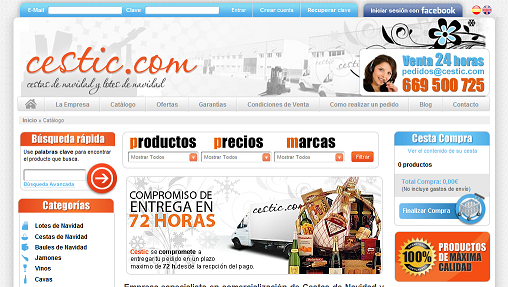 E-Mail
Clave
Entrar
Crear cuenta
Recuperar clave
Iniciar sesión con facebook
cestic.com
cestas de navidad y lotes de navidad
Venta 24 horas
pedidos@cestic.com
669 500 725
La Empresa
Catálogo
Ofertas
Garantias
Condiciones de Venta
Como realizar un pedido
Blog
Contacto
Inicio » Catálogo
Búsqueda rápida
Use palabras clave para encontrar
el producto que busca.
Búsqueda Avanzada
Categorías
Lotes de Navidad
Cestas de Navidad
Baules de Navidad
Jamones
Vinos
Cavas
productos
precios
marcas
Mostrar Todos
Mostrar Todos
Mostrar Todos
Filtrar
COMPROMISO DE
ENTREGA EN
72 HORAS
Cestic se compromete a
entregar tu pedido en un plazo
máximo de 72 h. desde la recepción del pago.
cestic.com
Empresa especialista en comercialización de Cestas de Navidad y
Cesta Compra
Ver el contenido de su cesta
0 productos
Total Compra: 0,00€
(No incluye gastos de envío)
Finalizar Compra
100%
PRODUCTOS
DE MÁXIMA
CALIDAD